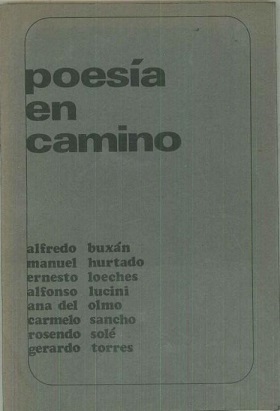 poesía
en
camino
alfredo buxán
manuel hurtado
ernesto loeches
alfonso lucini
ana del olmo
carmelo sancho
rosendo solé
gerardo torres